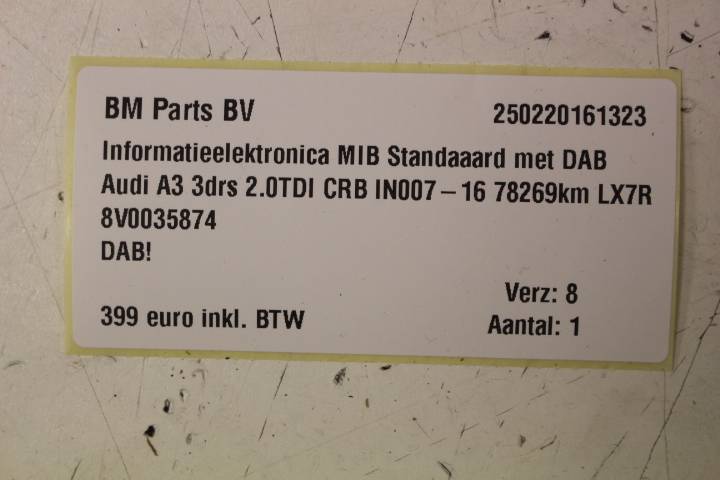 BM Parts BV 250220161323
Informatieelektronica MIB Standaaard met DAB
Audi A3 3drs 2.0TDI CRB IN007 – 16 78269km LX7R
8V0035874
DAB!
Verz: 8
399 euro inkl. BTW Aantal: 1